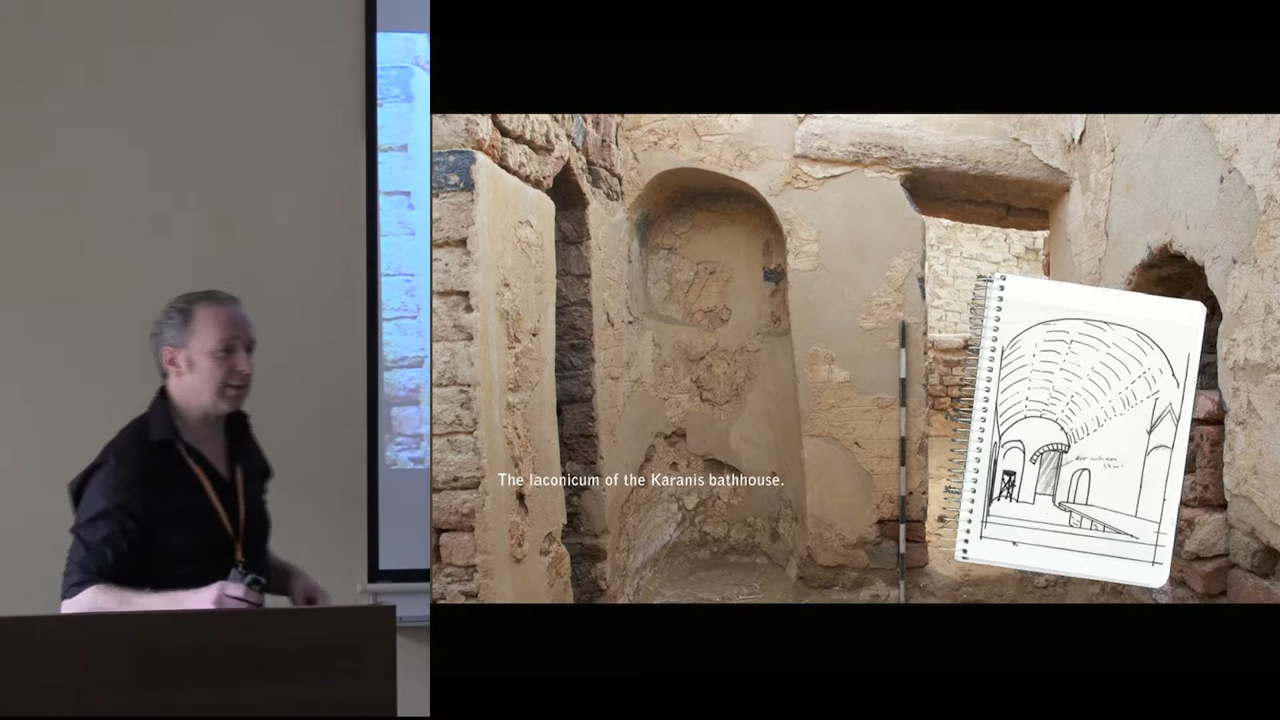 The laconicum of the Karanis bathhouse.